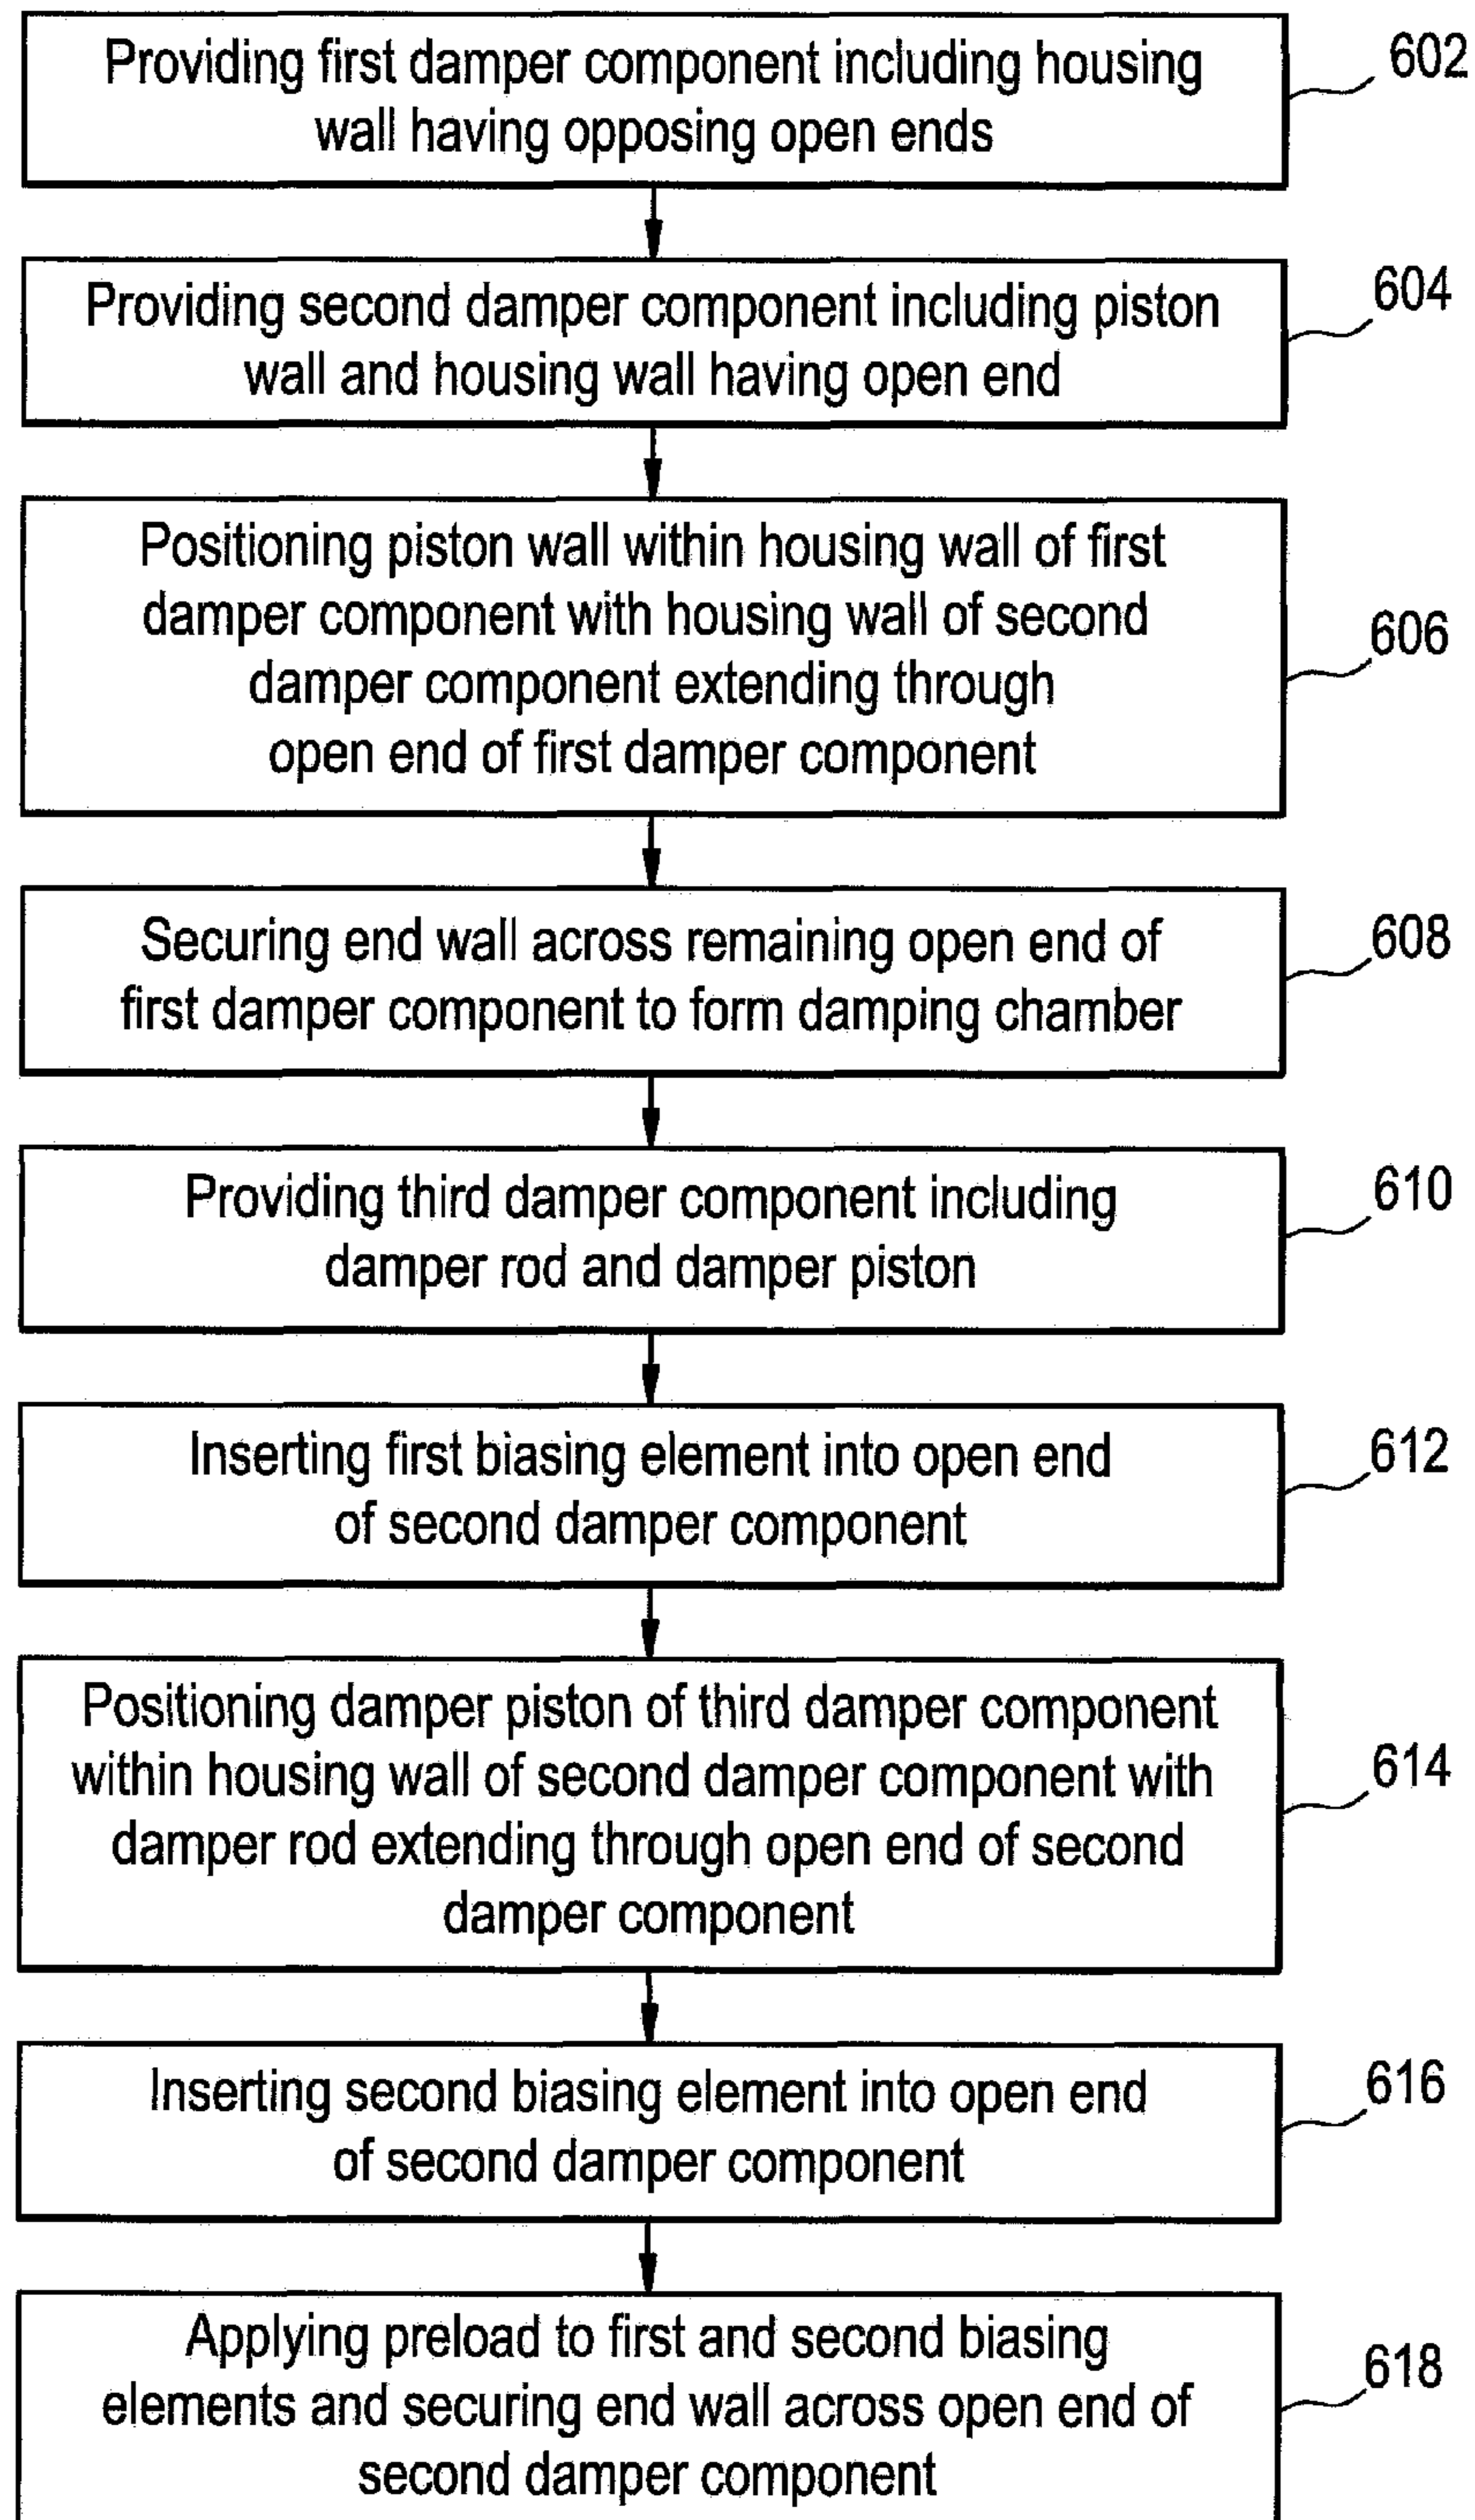 Providing first damper component including housing
wall having opposing open ends
602
Providing second damper component including piston
wall and housing wall having open end
604
Positioning piston wall within housing wall of first
damper component with housing wall of second
damper component extending through
open end of first damper component
606
Securing end wall across remaining open end of
first damper component to form damping chamber
608
Providing third damper component including
damper rod and damper piston
610
Inserting first biasing element into open end
of second damper component
612
Positioning damper piston of third damper component
within housing wall of second damper component with
damper rod extending through open end of second
damper component
614
Inserting second biasing element into open end
of second damper component
616
Applying preload to first and second biasing
elements and securing end wall across open end of
second damper component
618